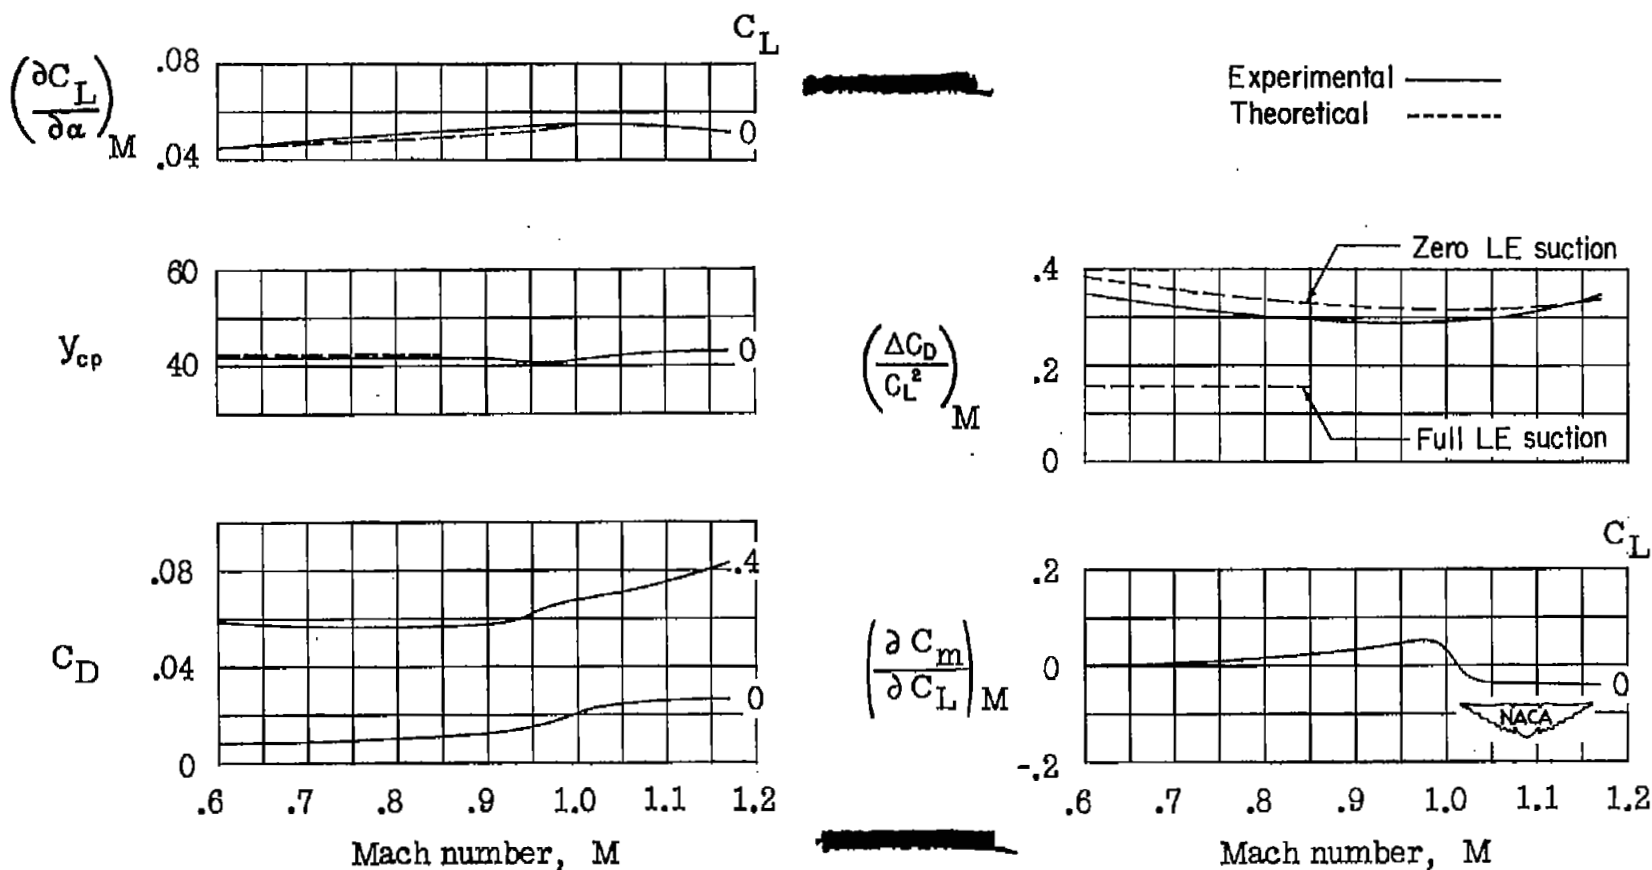 C_L
(∂C_L/∂α)_M
.08
.04
0
Experimental
Theoretical
y_cp
60
40
0
(ΔC_D/C_L²)_M
.4
.2
0
Zero LE suction
Full LE suction
C_D
.08
.04
0
.4
0
.6 .7 .8 .9 1.0 1.1 1.2
Mach number, M
C_L
(∂C_m/∂C_L)_M
.2
0
-.2
0
NACA
.6 .7 .8 .9 1.0 1.1 1.2
Mach number, M